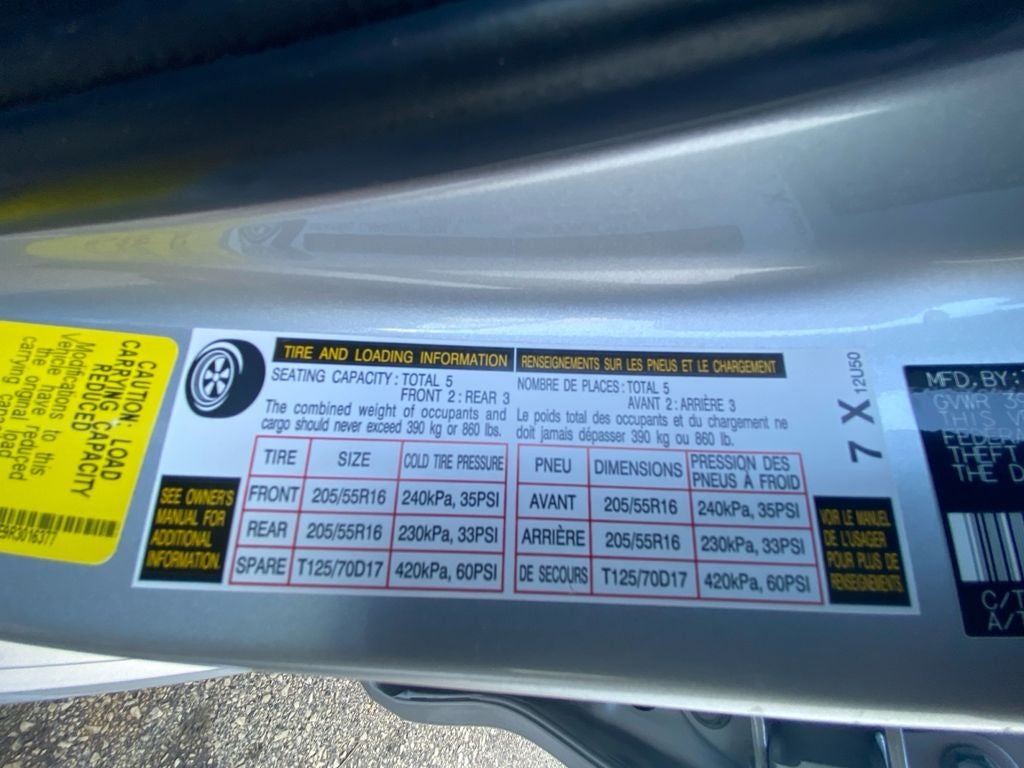 CAUTION, LOAD
CARRYING CAPACITY
REDUCED
Modifications to this
vehicle have reduced
the original load
carrying
TIRE AND LOADING INFORMATION
SEATING CAPACITY : TOTAL 5
FRONT 2 : REAR 3
The combined weight of occupants and
cargo should never exceed 390 kg or 860 lbs.
TIRE SIZE COLD TIRE PRESSURE
FRONT 205/55R16 240kPa, 35PSI
REAR 205/55R16 230kPa, 33PSI
SPARE T125/70D17 420kPa, 60PSI
SEE OWNER'S
MANUAL FOR
ADDITIONAL
INFORMATION.
RENSEIGNEMENTS SUR LES PNEUS ET LE CHARGEMENT
NOMBRE DE PLACES : TOTAL 5
AVANT 2 : ARRIÈRE 3
Le poids total des occupants et du chargement ne
doit jamais dépasser 390 kg ou 860 lb.
PNEU DIMENSIONS PRESSION DES
PNEUS À FROID
AVANT 205/55R16 240kPa, 35PSI
ARRIÈRE 205/55R16 230kPa, 33PSI
DE SECOURS T125/70D17 420kPa, 60PSI
VOIR LE MANUEL
DE L'USAGER
POUR PLUS DE
RENSEIGNEMENTS
7 X
12U50
MFD. BY:
GVWR
THIS
THEFT
THE
C/T
A/T